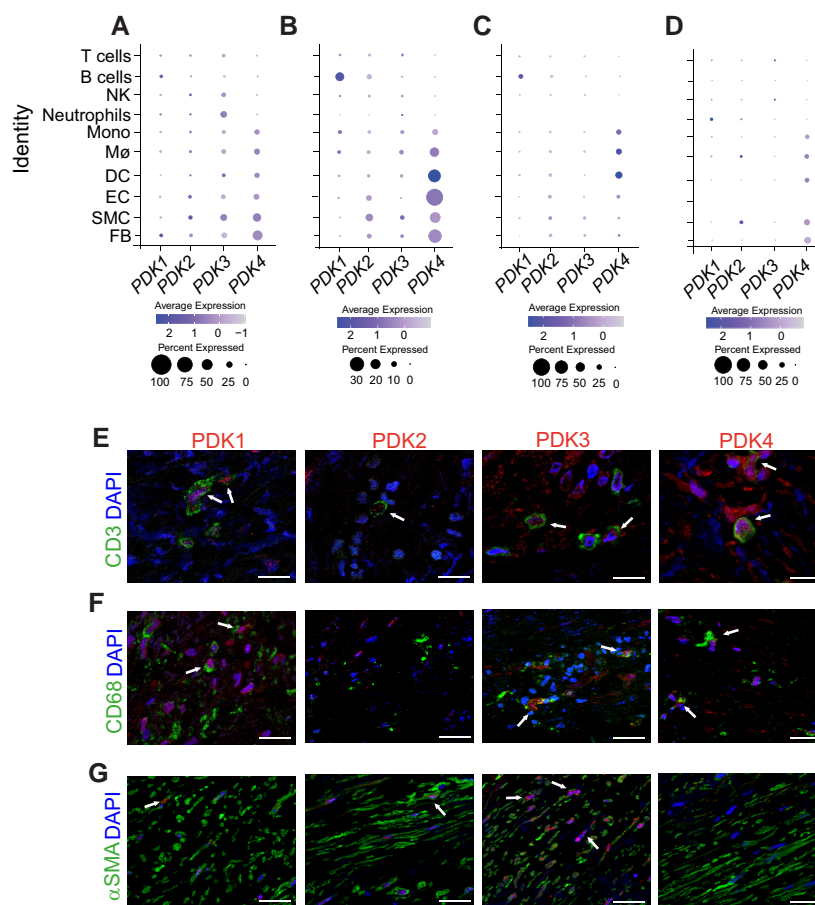 A
B
C
D
Identity
T cells
B cells
NK
Neutrophils
Mono
Mø
DC
EC
SMC
FB
PDK1 PDK2 PDK3 PDK4
PDK1 PDK2 PDK3 PDK4
PDK1 PDK2 PDK3 PDK4
PDK1 PDK2 PDK3 PDK4
Average Expression
2 1 0 −1
Percent Expressed
100 75 50 25 0
Average Expression
2 1 0
Percent Expressed
30 20 10 0
Average Expression
2 1 0
Percent Expressed
100 75 50 25 0
Average Expression
2 1 0
Percent Expressed
100 75 50 25 0
E
PDK1
PDK2
PDK3
PDK4
CD3 DAPI
F
CD68 DAPI
G
αSMA DAPI